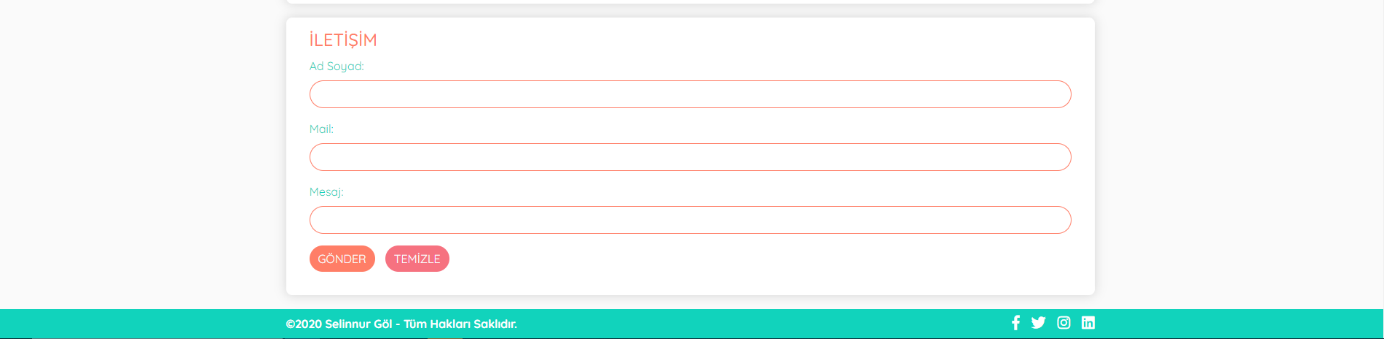 İLETİŞİM
Ad Soyad:
Mail:
Mesaj:
GÖNDER TEMİZLE
©2020 Selinnur Göl - Tüm Hakları Saklıdır.